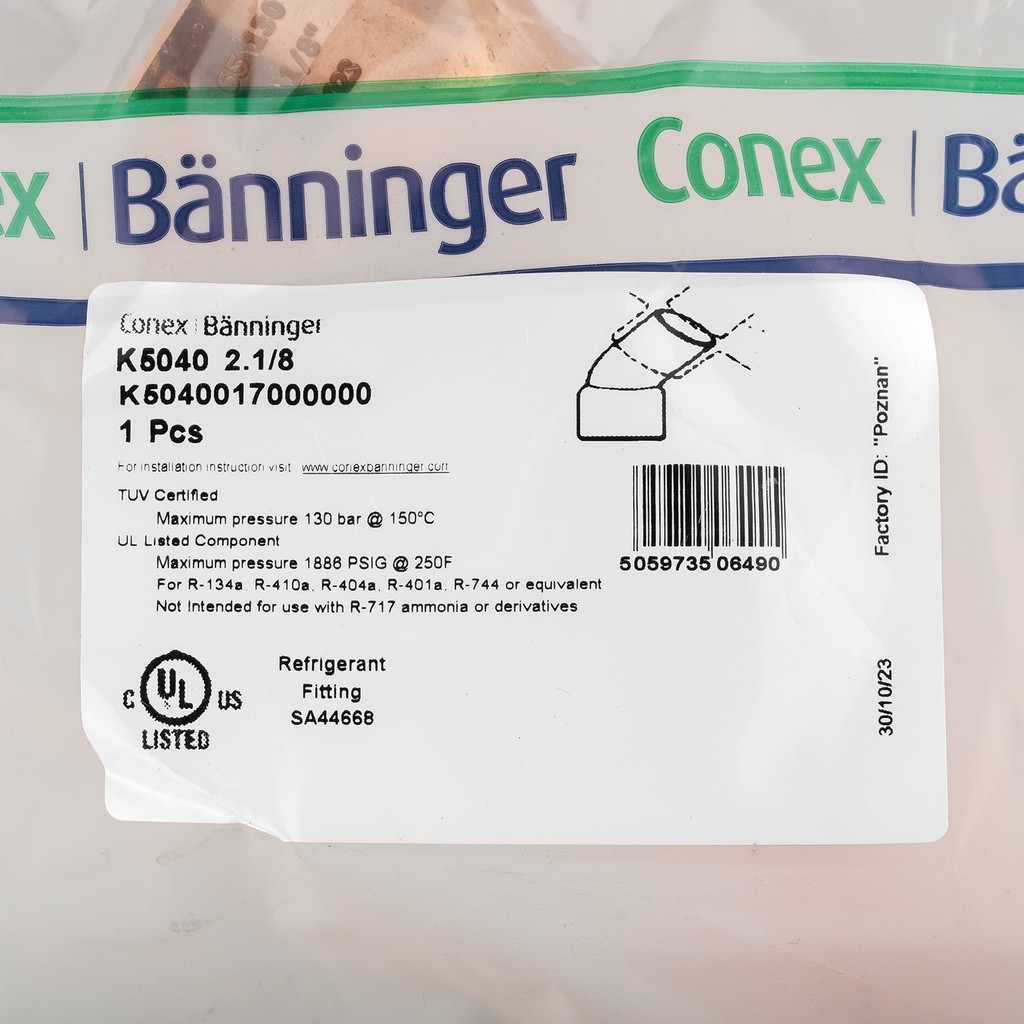 1/8"
ex | Bänninger Conex | Bä
Conex | Bänninger
K5040 2.1/8
K5040017000000
1 Pcs
For installation instruction visit www.conexbanninger.com
TUV Certified
Maximum pressure 130 bar @ 150°C
UL Listed Component
Maximum pressure 1886 PSIG @ 250F
For R-134a, R-410a, R-404a, R-401a, R-744 or equivalent
Not Intended for use with R-717 ammonia or derivatives
5059735 06490
Factory ID: "Poznan"
30/10/23
C UL US
LISTED
Refrigerant
Fitting
SA44668